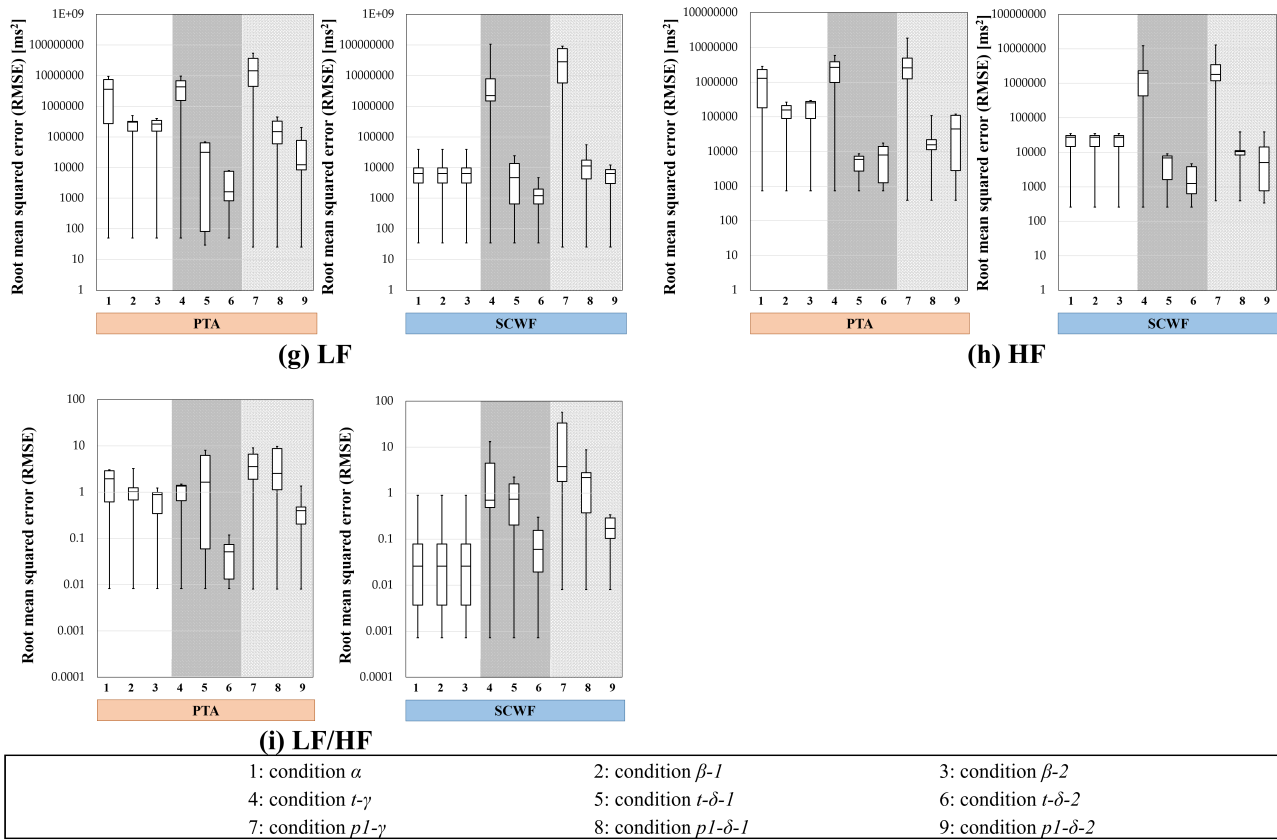 Root mean squared error (RMSE) [ms²]
1E+09
100000000
10000000
1000000
100000
10000
1000
100
10
1
1 2 3 4 5 6 7 8 9
PTA
Root mean squared error (RMSE) [ms²]
1E+09
100000000
10000000
1000000
100000
10000
1000
100
10
1
1 2 3 4 5 6 7 8 9
SCWF
(g) LF
Root mean squared error (RMSE) [ms²]
100000000
10000000
1000000
100000
10000
1000
100
10
1
1 2 3 4 5 6 7 8 9
PTA
Root mean squared error (RMSE) [ms²]
100000000
10000000
1000000
100000
10000
1000
100
10
1
1 2 3 4 5 6 7 8 9
SCWF
(h) HF
Root mean squared error (RMSE)
100
10
1
0.1
0.01
0.001
0.0001
1 2 3 4 5 6 7 8 9
PTA
Root mean squared error (RMSE)
100
10
1
0.1
0.01
0.001
0.0001
1 2 3 4 5 6 7 8 9
SCWF
(i) LF/HF
1: condition α 2: condition β-1 3: condition β-2
4: condition t-γ 5: condition t-δ-1 6: condition t-δ-2
7: condition p1-γ 8: condition p1-δ-1 9: condition p1-δ-2